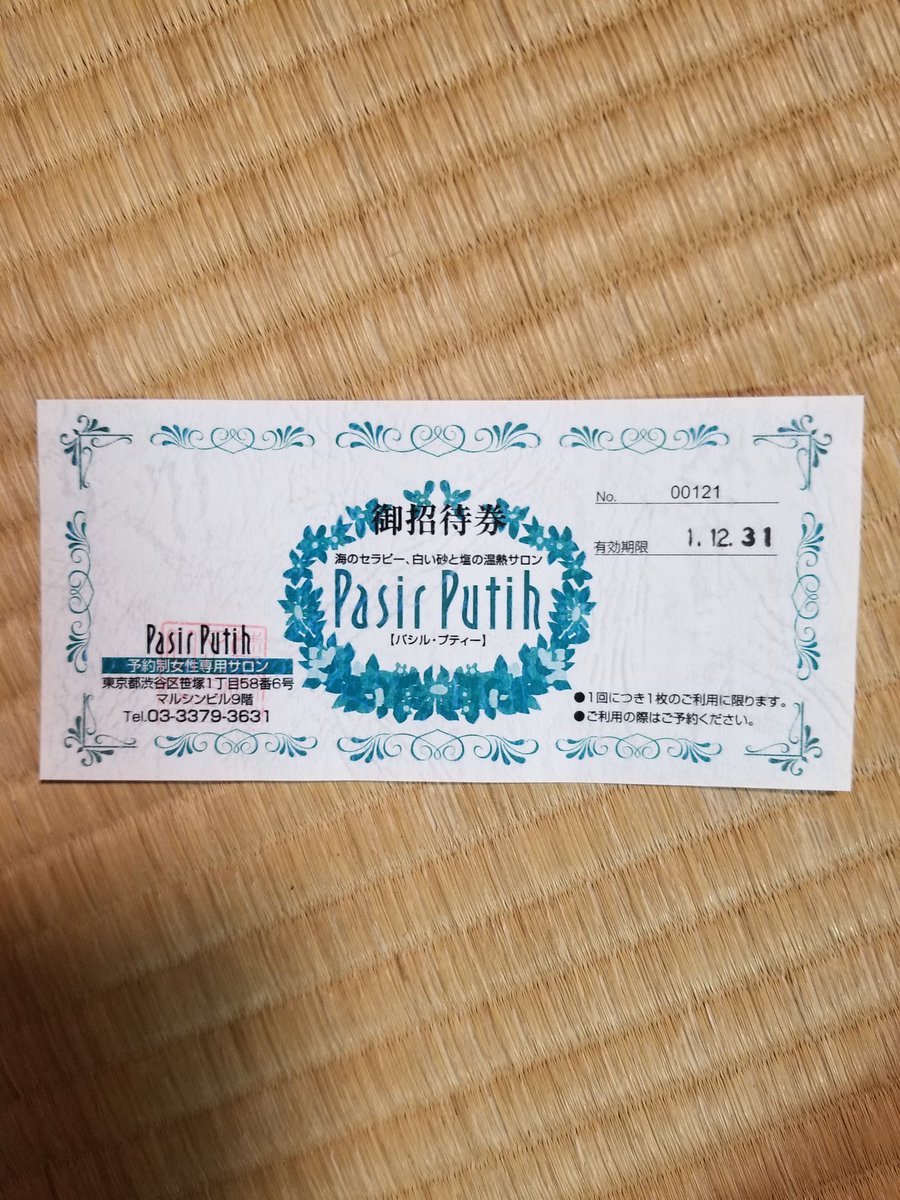 No. 00121
有効期限 1.12.31
御招待券
海のセラピー、白い砂と塩の温熱サロン
Pasir Putih
【パシル・プティー】
Pasir Putih
予約制女性専用サロン
東京都渋谷区笹塚1丁目58番6号
マルシンビル9階
Tel.03-3379-3631
●1回につき1枚のご利用に限ります。
●ご利用の際はご予約ください。